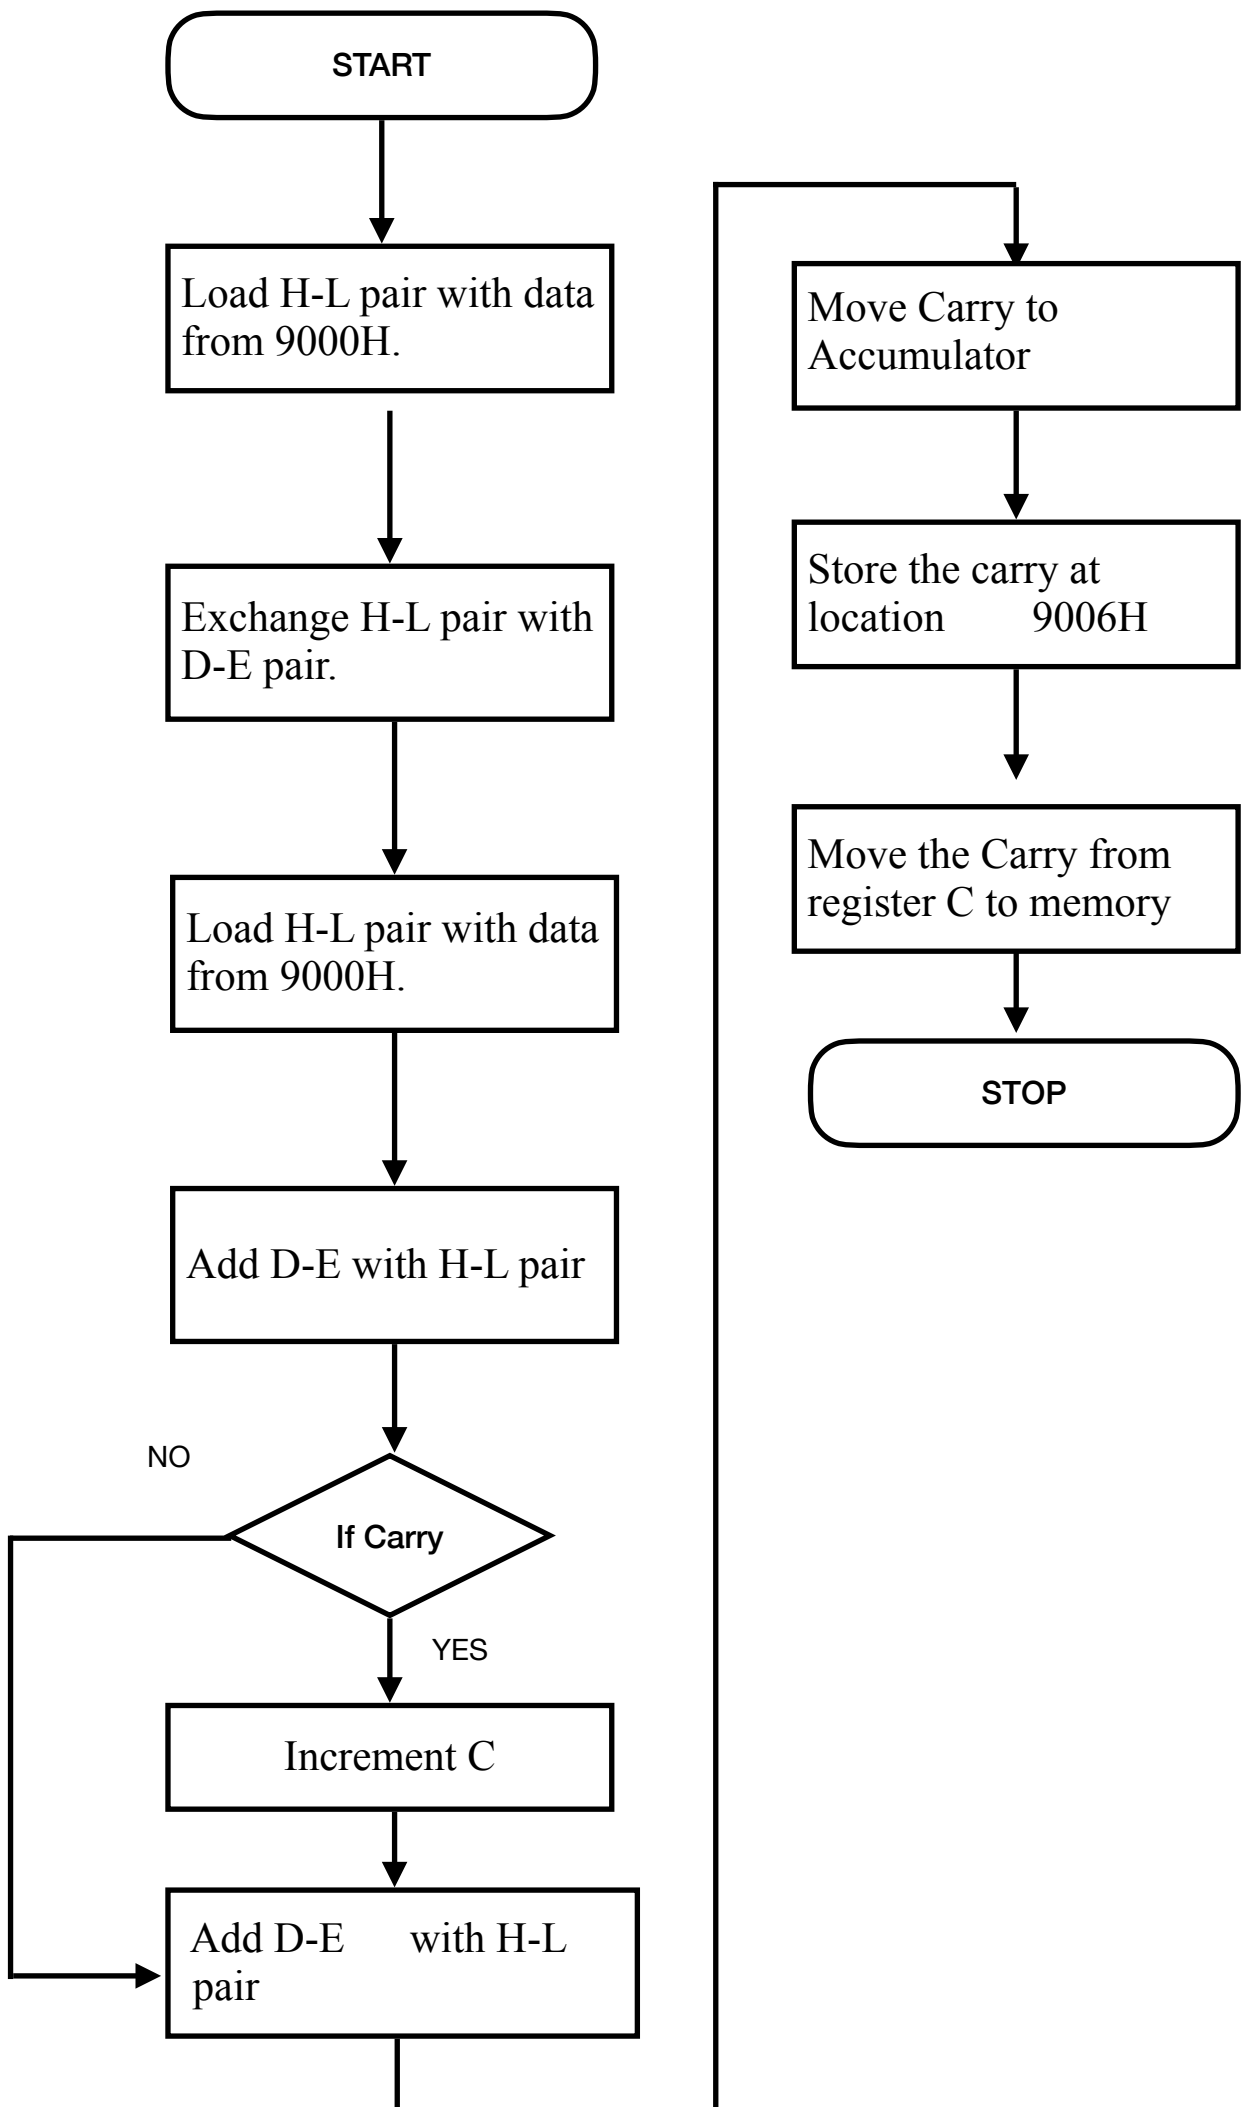 START
Load H-L pair with data
from 9000H.
Exchange H-L pair with
D-E pair.
Load H-L pair with data
from 9000H.
Add D-E with H-L pair
NO
If Carry
YES
Increment C
Add D-E with H-L
pair
Move Carry to
Accumulator
Store the carry at
location 9006H
Move the Carry from
register C to memory
STOP